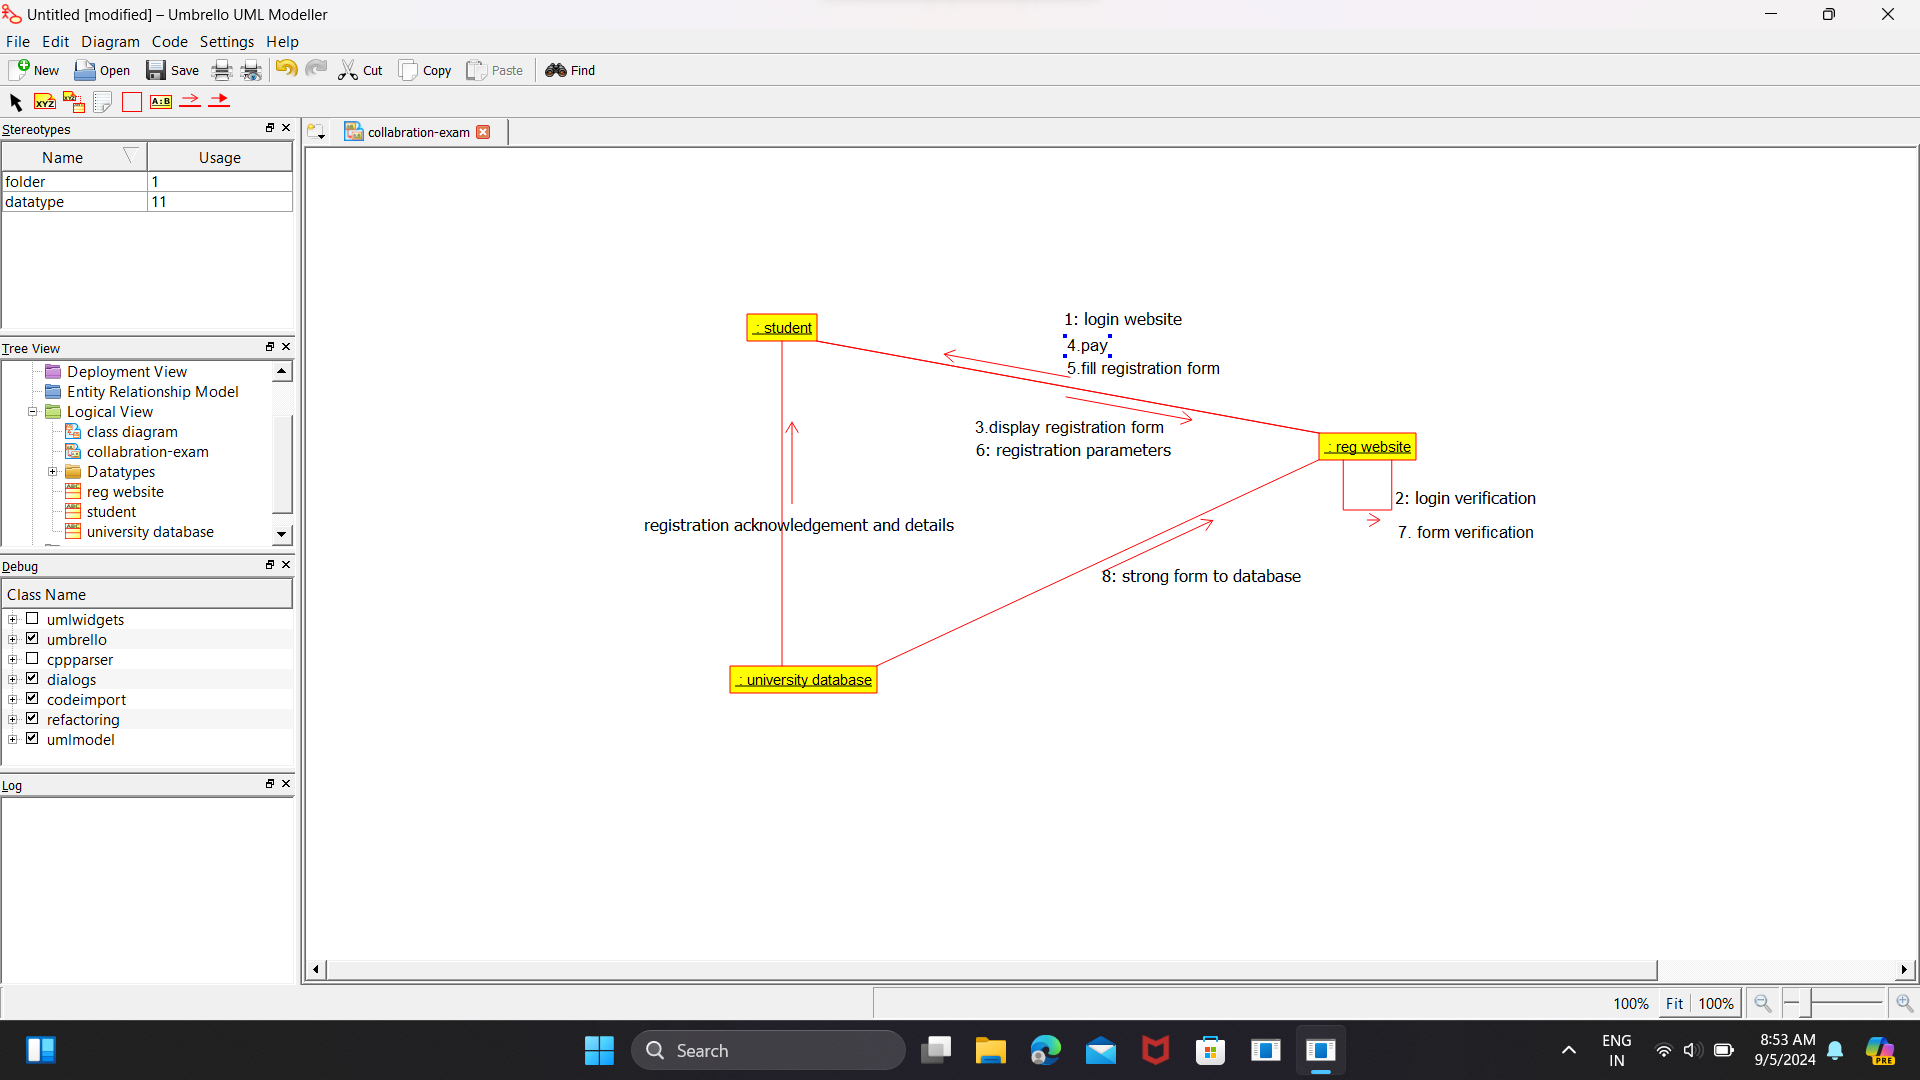 Untitled [modified] – Umbrello UML Modeller
File Edit Diagram Code Settings Help
New Open Save Cut Copy Paste Find
XYZ XYZ A:B
Stereotypes
Name Usage
folder 1
datatype 11
Tree View
Deployment View
Entity Relationship Model
Logical View
class diagram
collabration-exam
Datatypes
reg website
student
university database
Debug
Class Name
umlwidgets
umbrello
cppparser
dialogs
codeimport
refactoring
umlmodel
Log
collabration-exam
: student
1: login website
4.pay
5.fill registration form
3.display registration form
6: registration parameters
: reg website
2: login verification
7. form verification
registration acknowledgement and details
8: strong form to database
: university database
100% Fit 100%
Search
ENG
IN
8:53 AM
9/5/2024
PRE